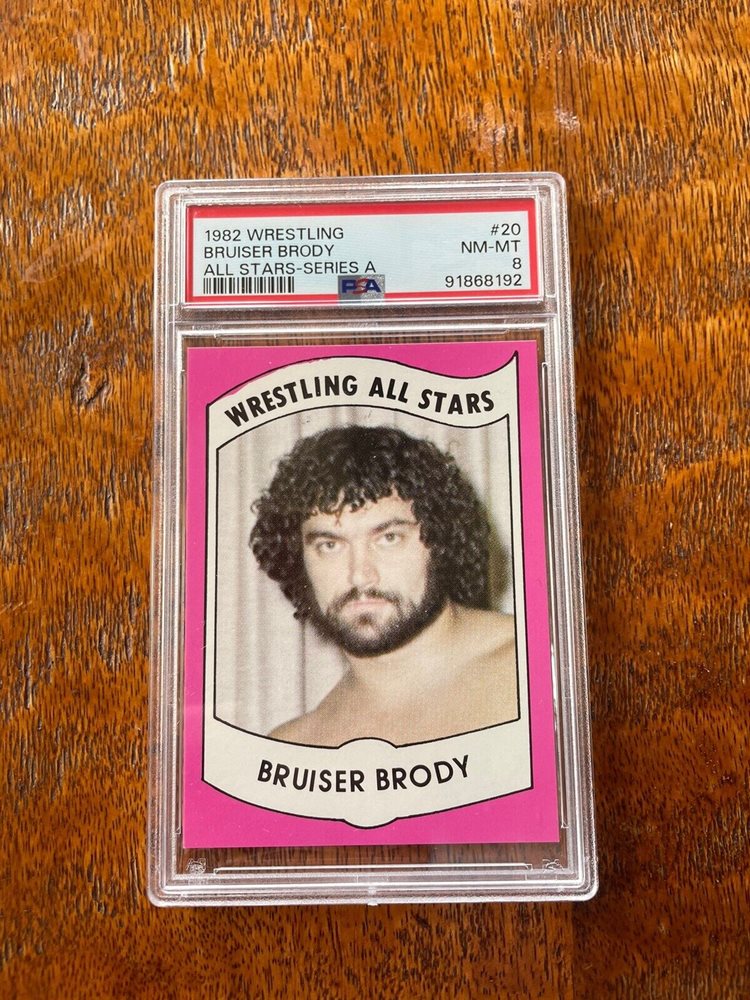 1982 WRESTLING #20
BRUISER BRODY NM-MT
ALL STARS-SERIES A 8
PSA 91868192
WRESTLING ALL STARS
BRUISER BRODY